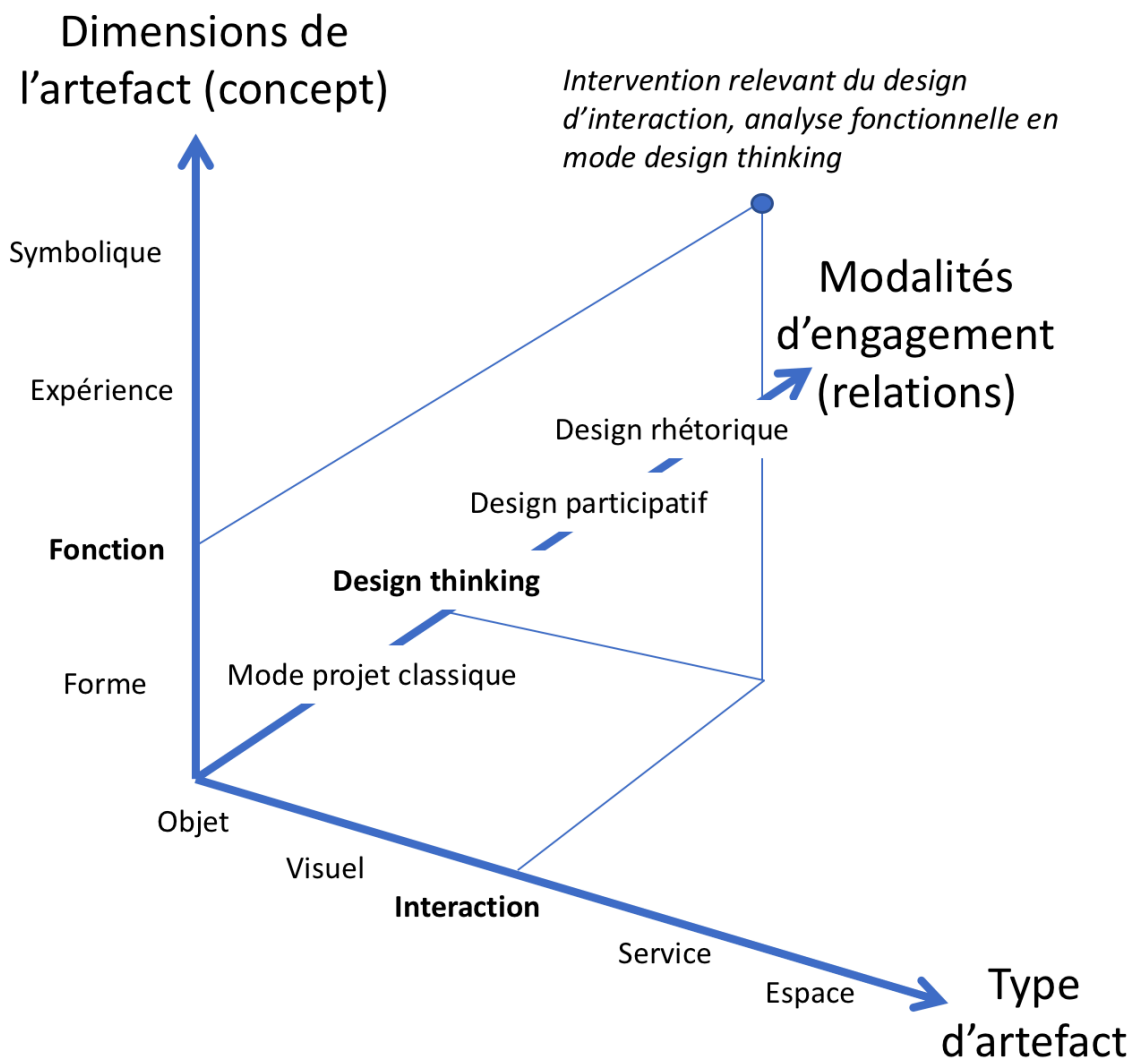 Dimensions de
l’artefact (concept)
Intervention relevant du design
d’interaction, analyse fonctionnelle en
mode design thinking
Symbolique
Expérience
Fonction
Forme
Modalités
d’engagement
(relations)
Design rhétorique
Design participatif
Design thinking
Mode projet classique
Objet
Visuel
Interaction
Service
Espace
Type
d’artefact